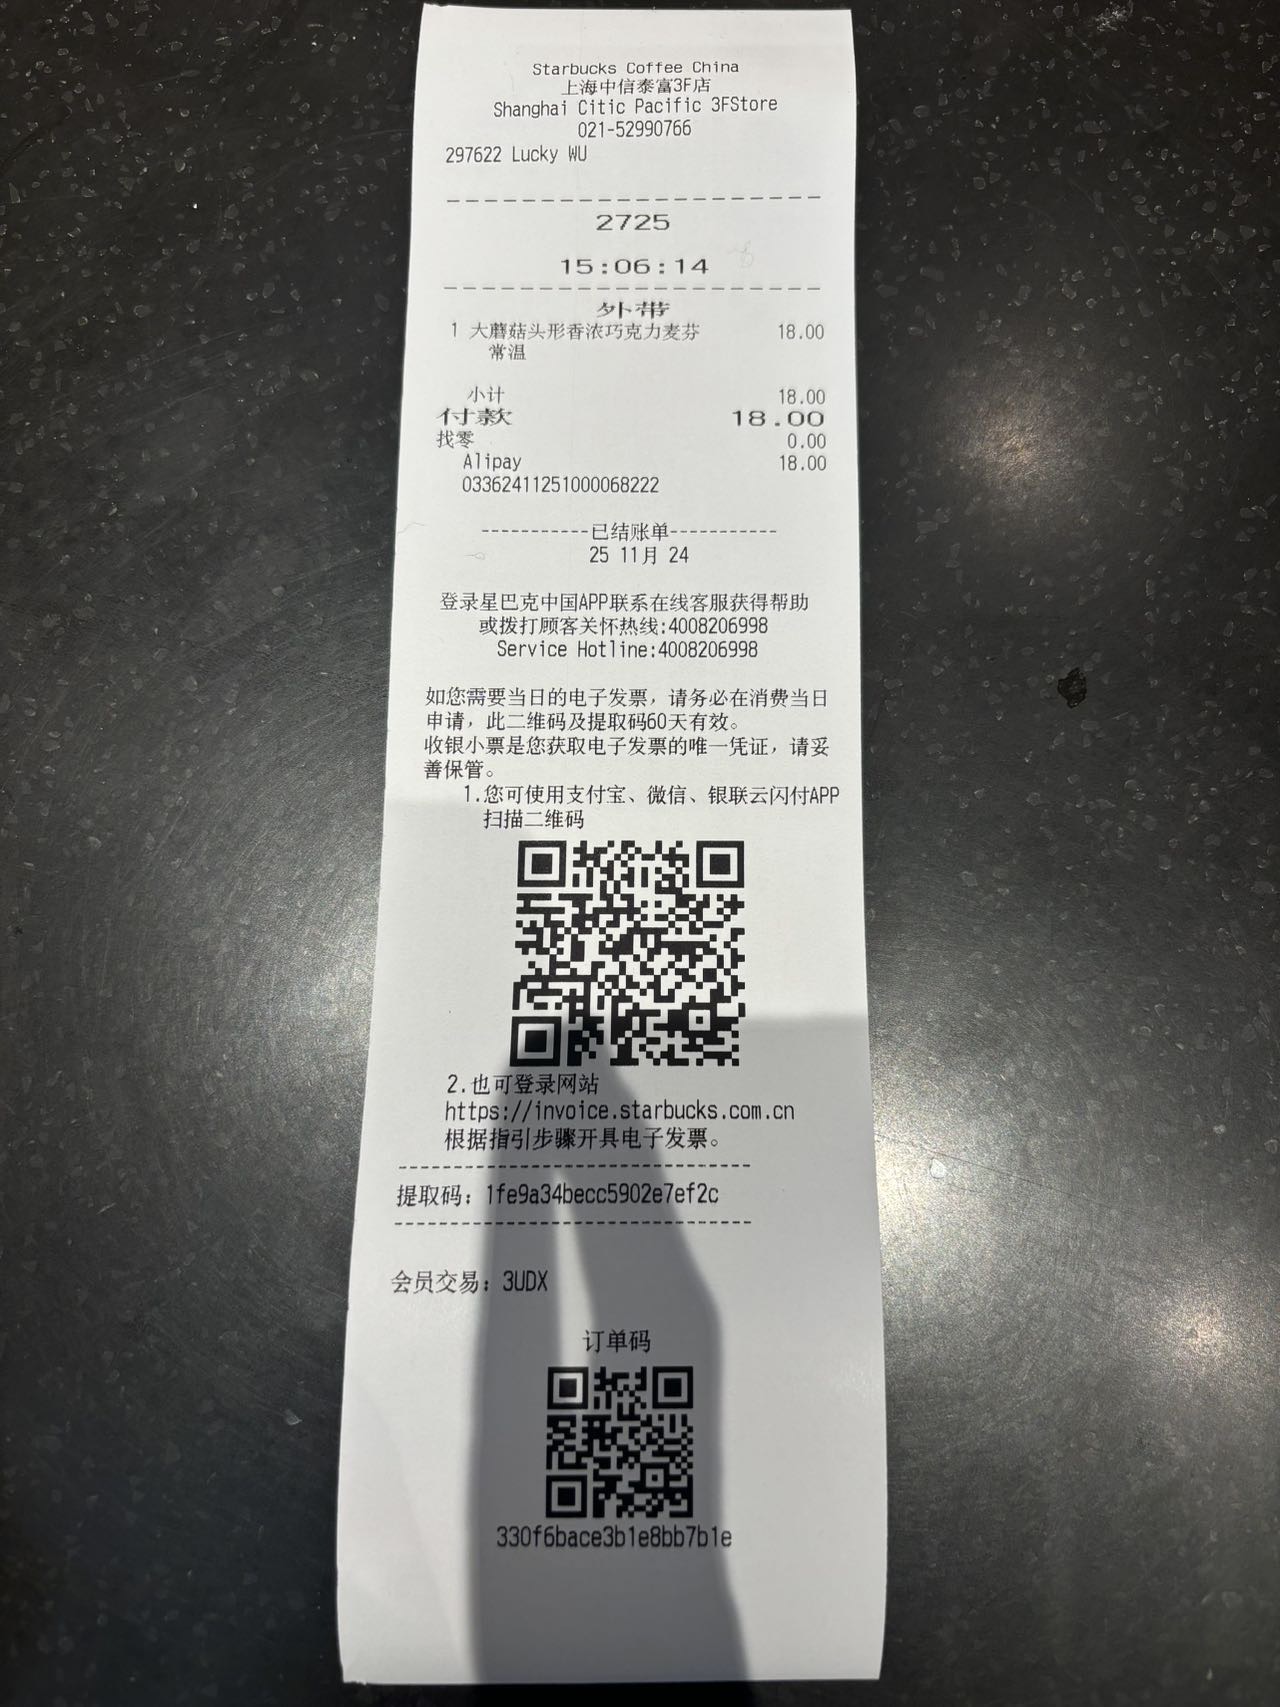 Starbucks Coffee China
上海中信泰富3F店
Shanghai Citic Pacific 3FStore
021-52990766
297622 Lucky WU
2725
15:06:14
外带
1 大蘑菇头形香浓巧克力麦芬 18.00
常温
小计 18.00
付款 18.00
找零 0.00
Alipay 18.00
03362411251000068222
-----------已结账单-----------
25 11月 24
登录星巴克中国APP联系在线客服获得帮助
或拨打顾客关怀热线:4008206998
Service Hotline:4008206998
如您需要当日的电子发票，请务必在消费当日
申请，此二维码及提取码60天有效。
收银小票是您获取电子发票的唯一凭证，请妥
善保管。
1.您可使用支付宝、微信、银联云闪付APP
扫描二维码
2.也可登录网站
https://invoice.starbucks.com.cn
根据指引步骤开具电子发票。
提取码：1fe9a34becc5902e7ef2c
会员交易：3UDX
订单码
330f6bace3b1e8bb7b1e